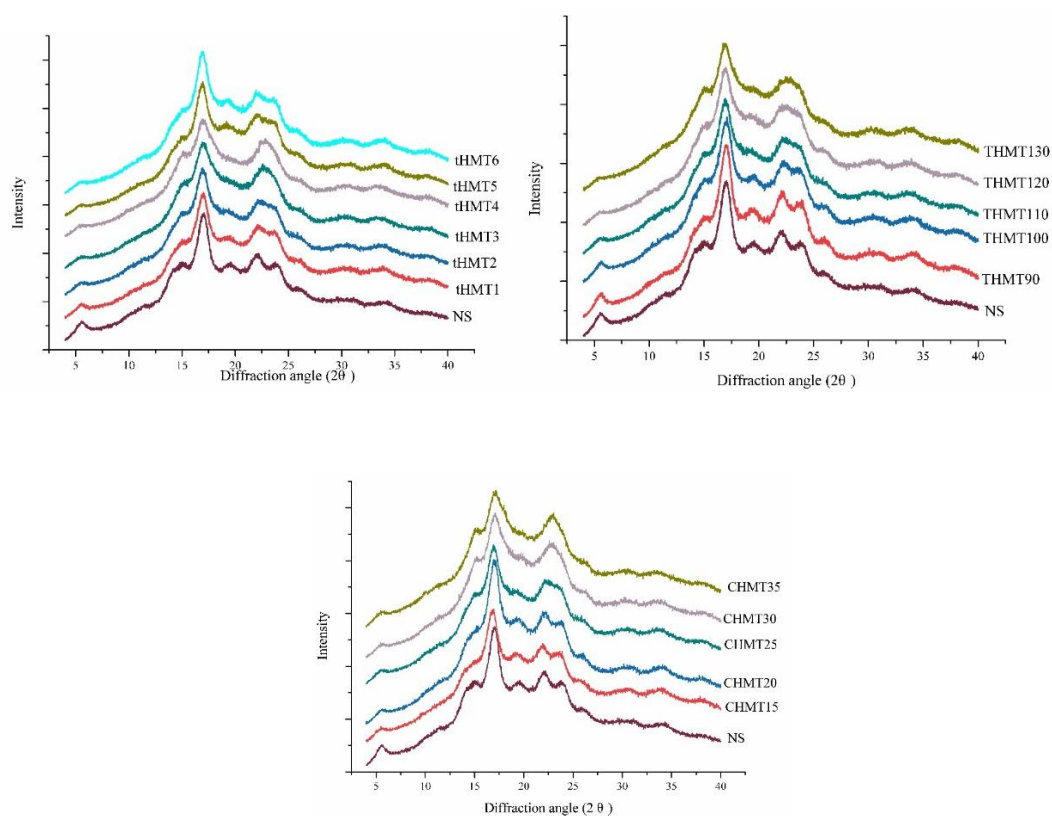 Intensity
tHMT6
tHMT5
tHMT4
tHMT3
tHMT2
tHMT1
NS
5 10 15 20 25 30 35 40
Diffraction angle (2θ )
Intensity
THMT130
THMT120
THMT110
THMT100
THMT90
NS
5 10 15 20 25 30 35 40
Diffraction angle (2θ )
Intensity
CHMT35
CHMT30
CHMT25
CHMT20
CHMT15
NS
5 10 15 20 25 30 35 40
Diffraction angle (2 θ )